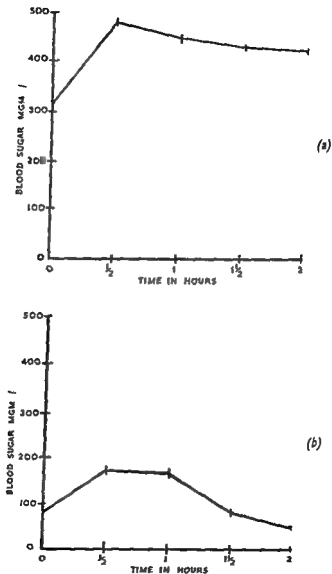 500
400
300
200
100
0
BLOOD SUGAR MGM /
0 ½ 1 1½ 2
TIME IN HOURS
(a)
500
400
300
200
100
0
BLOOD SUGAR MGM /
0 ½ 1 1½ 2
TIME IN HOURS
(b)